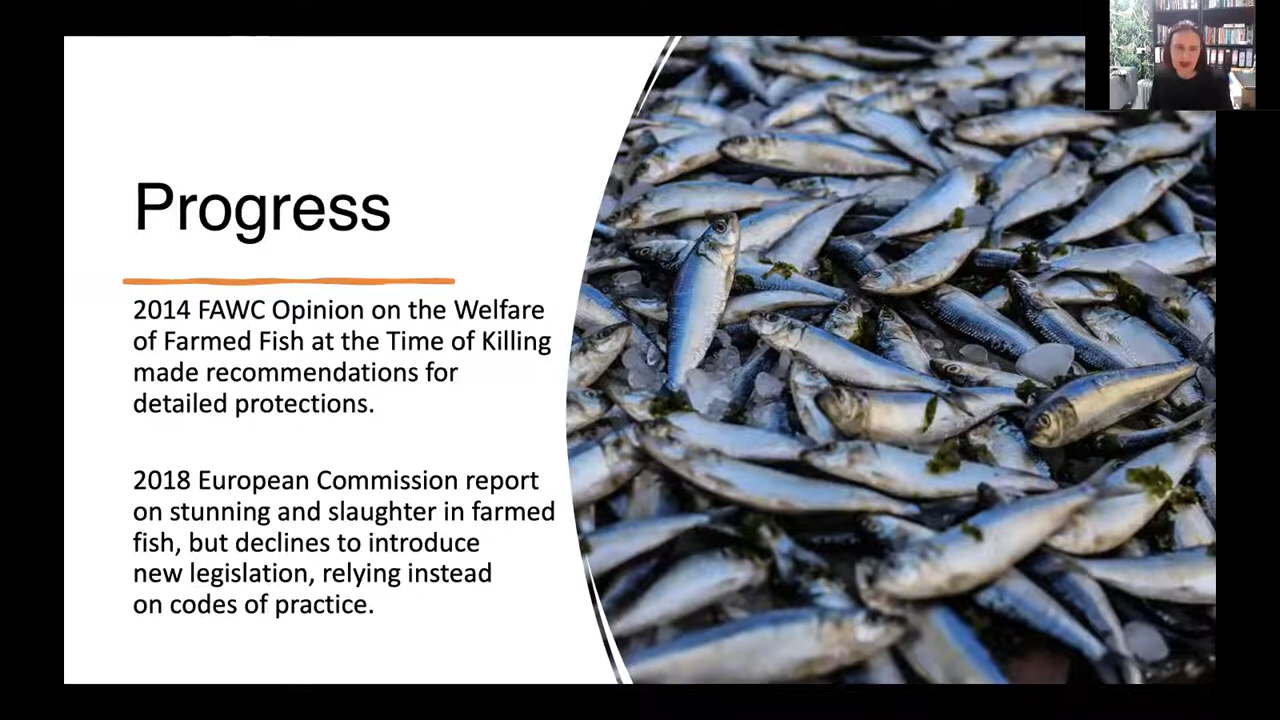 Progress
2014 FAWC Opinion on the Welfare
of Farmed Fish at the Time of Killing
made recommendations for
detailed protections.
2018 European Commission report
on stunning and slaughter in farmed
fish, but declines to introduce
new legislation, relying instead
on codes of practice.